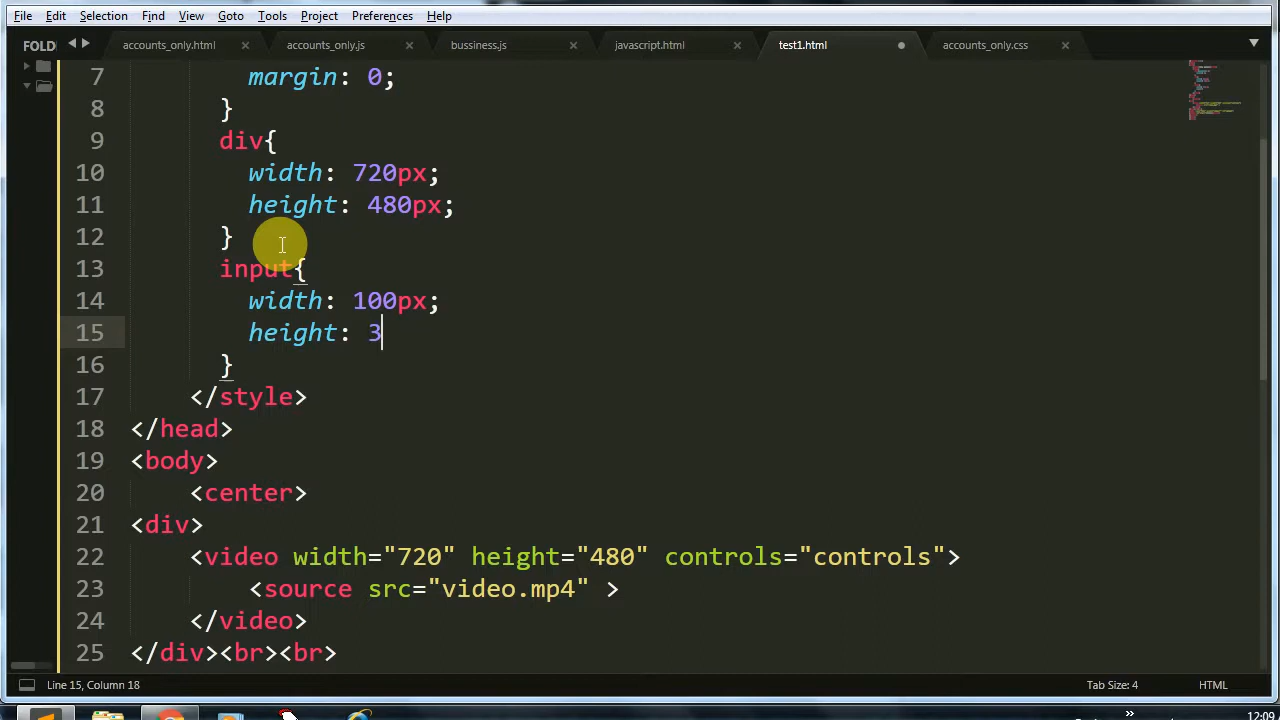 File Edit Selection Find View Goto Tools Project Preferences Help
FOLD
accounts_only.html accounts_only.js bussiness.js javascript.html test1.html accounts_only.css
7 margin: 0;
8 }
9 div{
10 width: 720px;
11 height: 480px;
12 }
13 input{
14 width: 100px;
15 height: 3
16 }
17 </style>
18 </head>
19 <body>
20 <center>
21 <div>
22 <video width="720" height="480" controls="controls">
23 <source src="video.mp4" >
24 </video>
25 </div><br><br>
Line 15, Column 18 Tab Size: 4 HTML
12:09